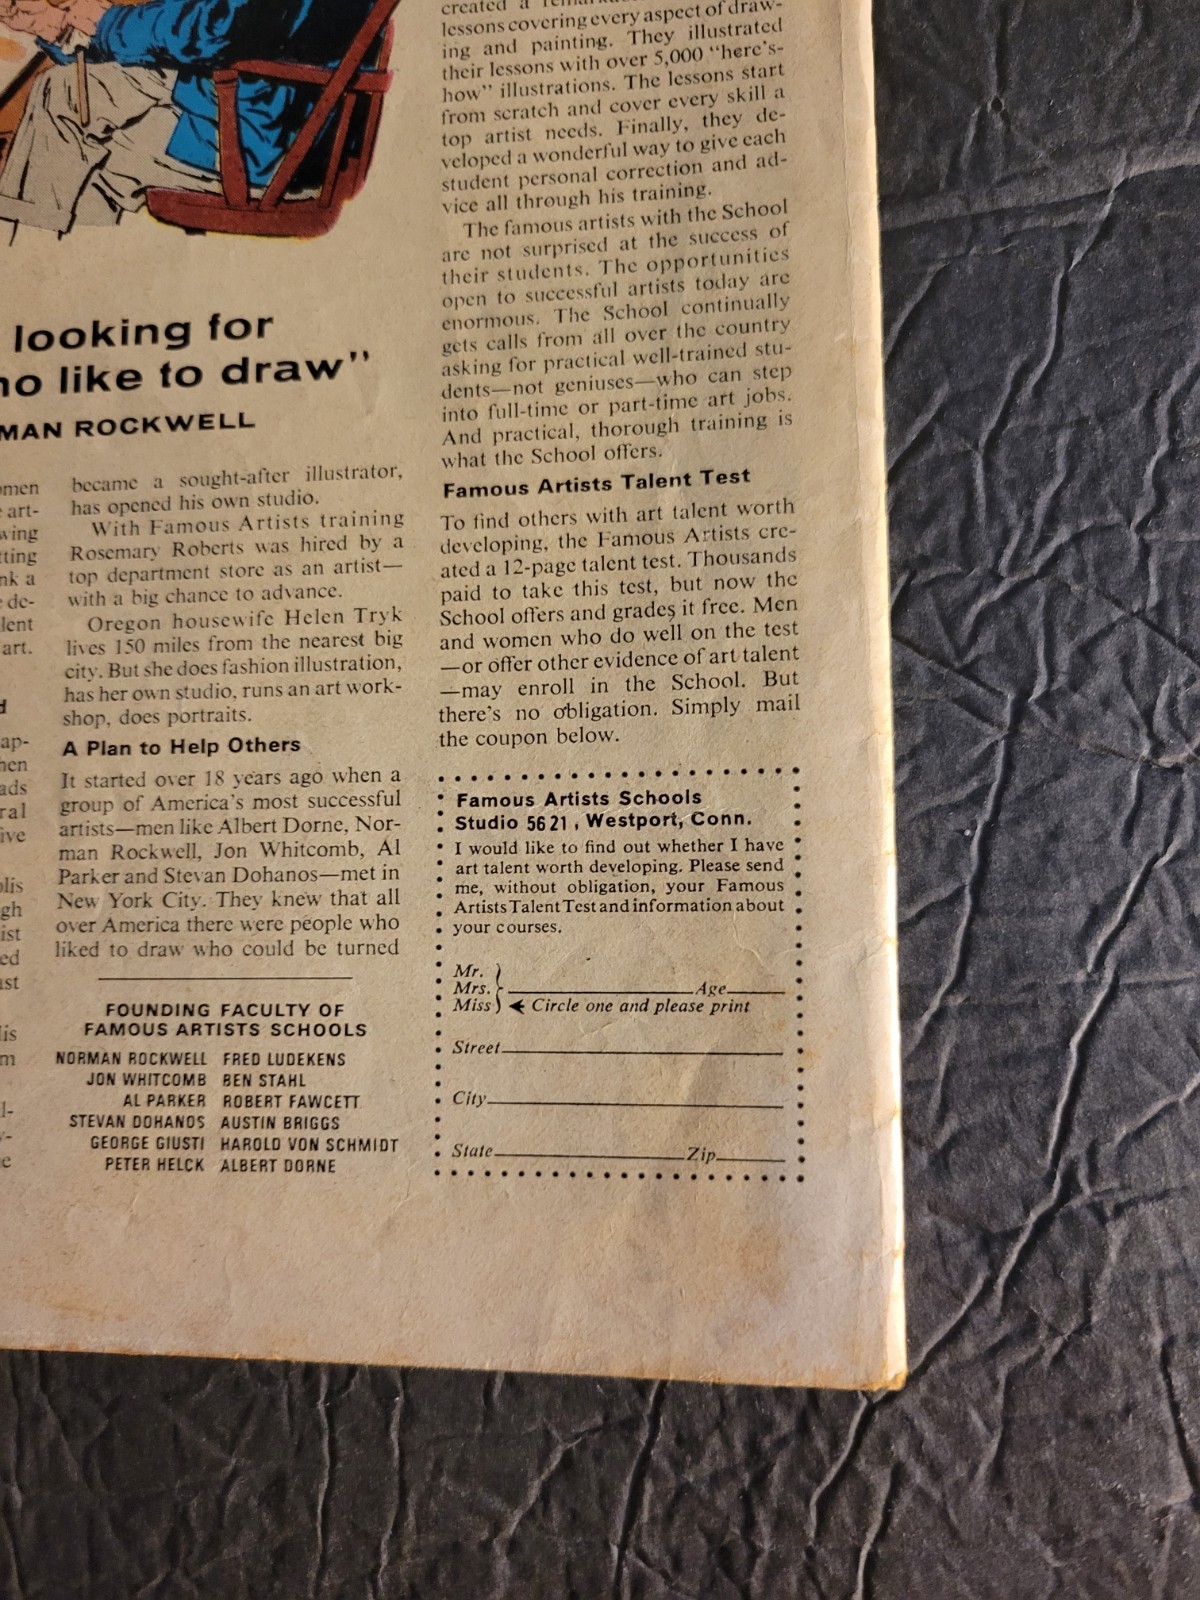 looking for
like to draw"
ROCKWELL
art-
art.
became a sought-after illustrator,
has opened his own studio.
With Famous Artists training
Rosemary Roberts was hired by a
top department store as an artist—
with a big chance to advance.
Oregon housewife Helen Tryk
lives 150 miles from the nearest big
city. But she does fashion illustration,
has her own studio, runs an art work-
shop, does portraits.
A Plan to Help Others
It started over 18 years ago when a
group of America's most successful
artists—men like Albert Dorne, Nor-
man Rockwell, Jon Whitcomb, Al
Parker and Stevan Dohanos—met in
New York City. They knew that all
over America there were people who
liked to draw who could be turned
FOUNDING FACULTY OF
FAMOUS ARTISTS SCHOOLS
NORMAN ROCKWELL FRED LUDEKENS
JON WHITCOMB BEN STAHL
AL PARKER ROBERT FAWCETT
STEVAN DOHANOS AUSTIN BRIGGS
GEORGE GIUSTI HAROLD VON SCHMIDT
PETER HELCK ALBERT DORNE
created a
lessons covering every aspect of draw-
ing and painting. They illustrated
their lessons with over 5,000 "here's-
how" illustrations. The lessons start
from scratch and cover every skill a
top artist needs. Finally, they de-
veloped a wonderful way to give each
student personal correction and ad-
vice all through his training.
The famous artists with the School
are not surprised at the success of
their students. The opportunities
open to successful artists today are
enormous. The School continually
gets calls from all over the country
asking for practical well-trained stu-
dents—not geniuses—who can step
into full-time or part-time art jobs.
And practical, thorough training is
what the School offers.
Famous Artists Talent Test
To find others with art talent worth
developing, the Famous Artists cre-
ated a 12-page talent test. Thousands
paid to take this test, but now the
School offers and grades it free. Men
and women who do well on the test
—or offer other evidence of art talent
—may enroll in the School. But
there's no obligation. Simply mail
the coupon below.
Famous Artists Schools
Studio 5621, Westport, Conn.
I would like to find out whether I have
art talent worth developing. Please send
me, without obligation, your Famous
Artists Talent Test and information about
your courses.
Mr.
Mrs. Age
Miss Circle one and please print
Street
City
State Zip